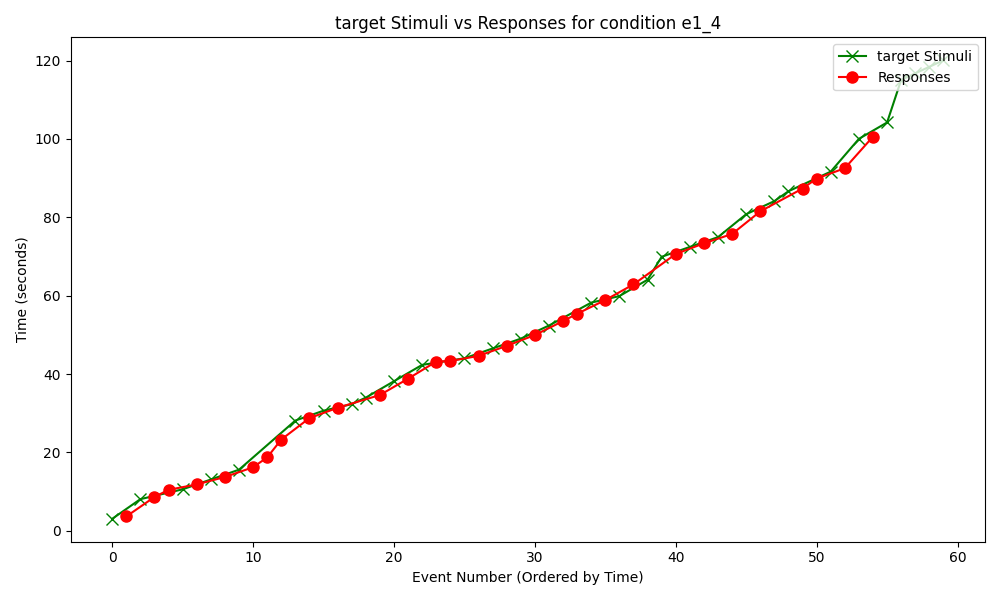 target Stimuli vs Responses for condition e1_4
target Stimuli
Responses
Time (seconds)
120
100
80
60
40
20
0
0 10 20 30 40 50 60
Event Number (Ordered by Time)